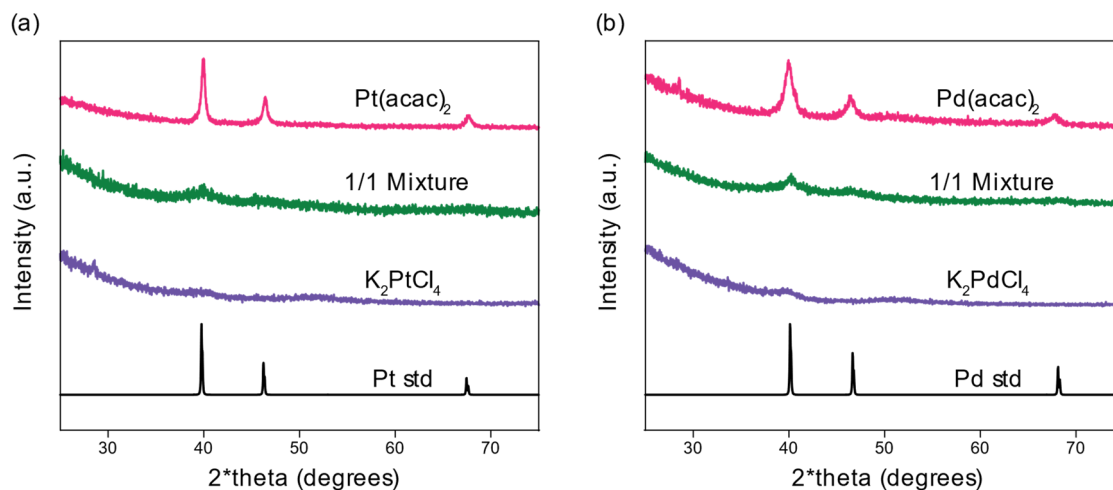 (a)
Pt(acac)₂
1/1 Mixture
K₂PtCl₄
Pt std
Intensity (a.u.)
30 40 50 60 70
2*theta (degrees)
(b)
Pd(acac)₂
1/1 Mixture
K₂PdCl₄
Pd std
Intensity (a.u.)
30 40 50 60 70
2*theta (degrees)